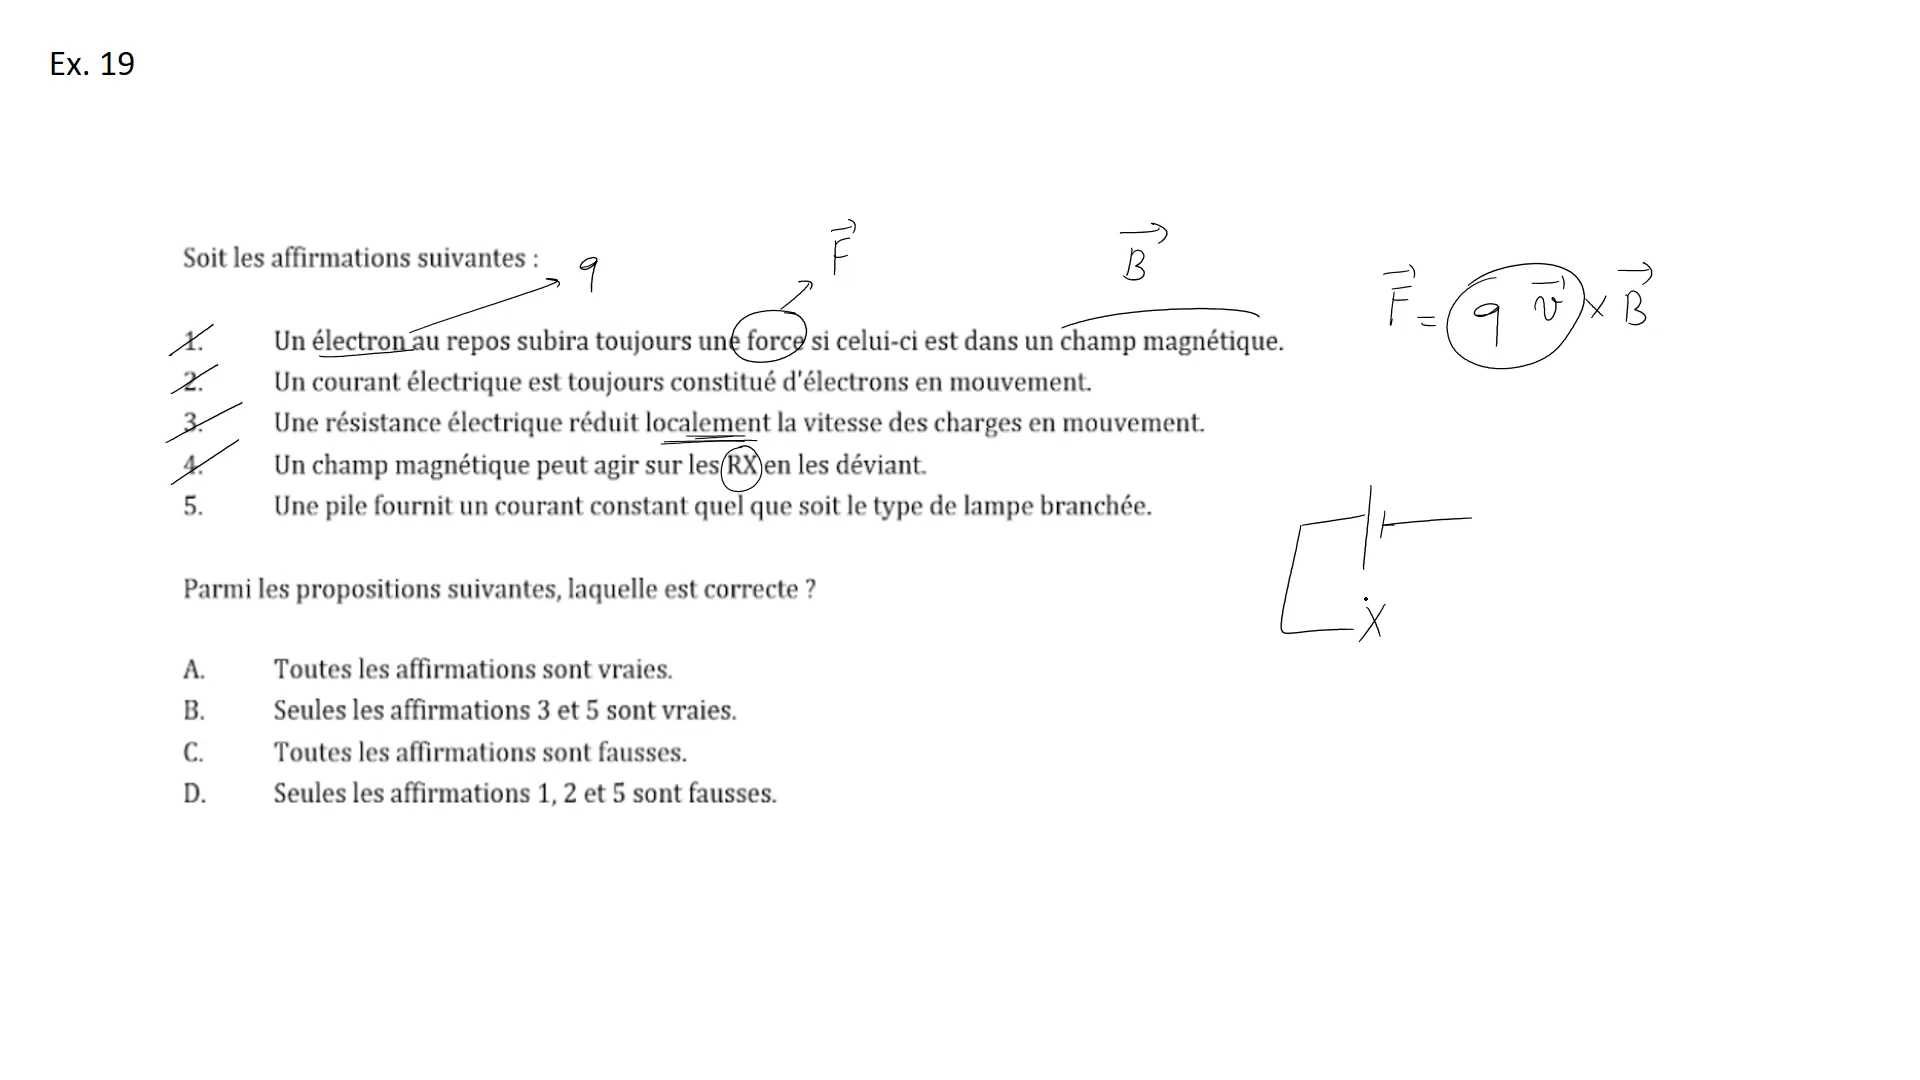 Ex. 19
Soit les affirmations suivantes :
q
F
B
F = q v × B
1. Un électron au repos subira toujours une force si celui-ci est dans un champ magnétique.
2. Un courant électrique est toujours constitué d'électrons en mouvement.
3. Une résistance électrique réduit localement la vitesse des charges en mouvement.
4. Un champ magnétique peut agir sur les RX en les déviant.
5. Une pile fournit un courant constant quel que soit le type de lampe branchée.
Parmi les propositions suivantes, laquelle est correcte ?
X
A. Toutes les affirmations sont vraies.
B. Seules les affirmations 3 et 5 sont vraies.
C. Toutes les affirmations sont fausses.
D. Seules les affirmations 1, 2 et 5 sont fausses.